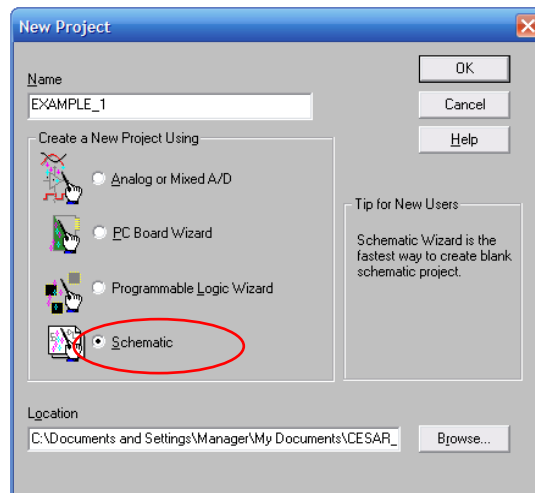 New Project
Name
EXAMPLE_1
OK
Cancel
Help
Create a New Project Using
Analog or Mixed A/D
PC Board Wizard
Programmable Logic Wizard
Schematic
Tip for New Users
Schematic Wizard is the
fastest way to create blank
schematic project.
Location
C:\Documents and Settings\Manager\My Documents\CESAR_
Browse...